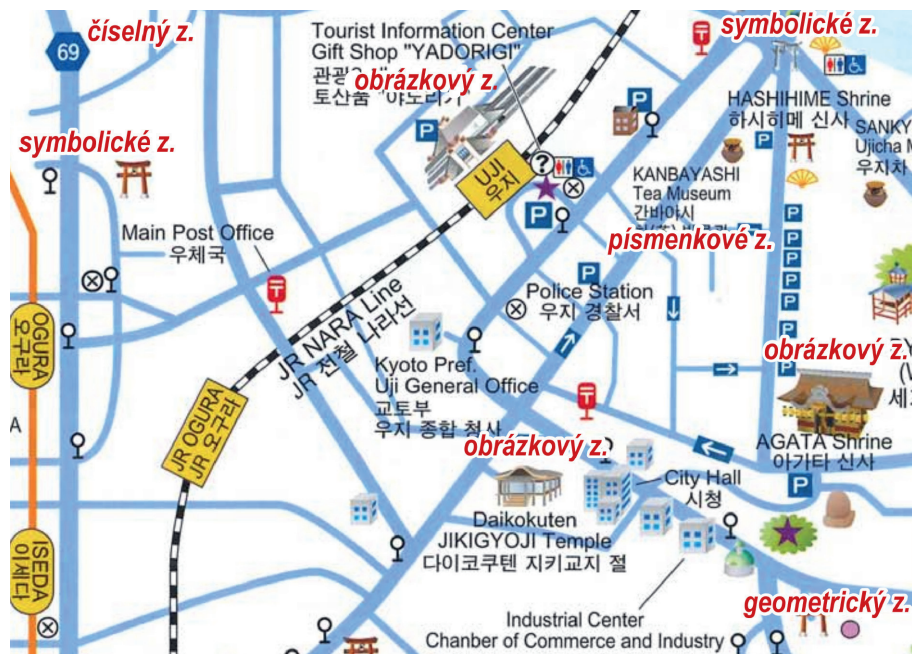 číselný z.
69
Tourist Information Center
Gift Shop "YADORIGI"
obrázkový z.
symbolické z.
HASHIHIME Shrine
하시히메 신사
SANKY
Ujicha M
우지차
KANBAYASHI
Tea Museum
간바야시
písmenkové z.
symbolické z.
UJI
우지
P
P
P
P
P
P
P
P
P
P
P
P
P
P
?
Main Post Office
우체국
JR NARA Line
JR 전철 나라선
Police Station
우지 경찰서
OGURA
오구라
A
JR OGURA
JR 오구라
Kyoto Pref.
Uji General Office
교토부
우지 종합 청사
obrázkový z.
AGATA Shrine
아가타 신사
P
obrázkový z.
City Hall
시청
Daikokuten
JIKIGYOJI Temple
다이코쿠텐 지키교지 절
ISEDA
이세다
geometrický z.
Industrial Center
Chamber of Commerce and Industry